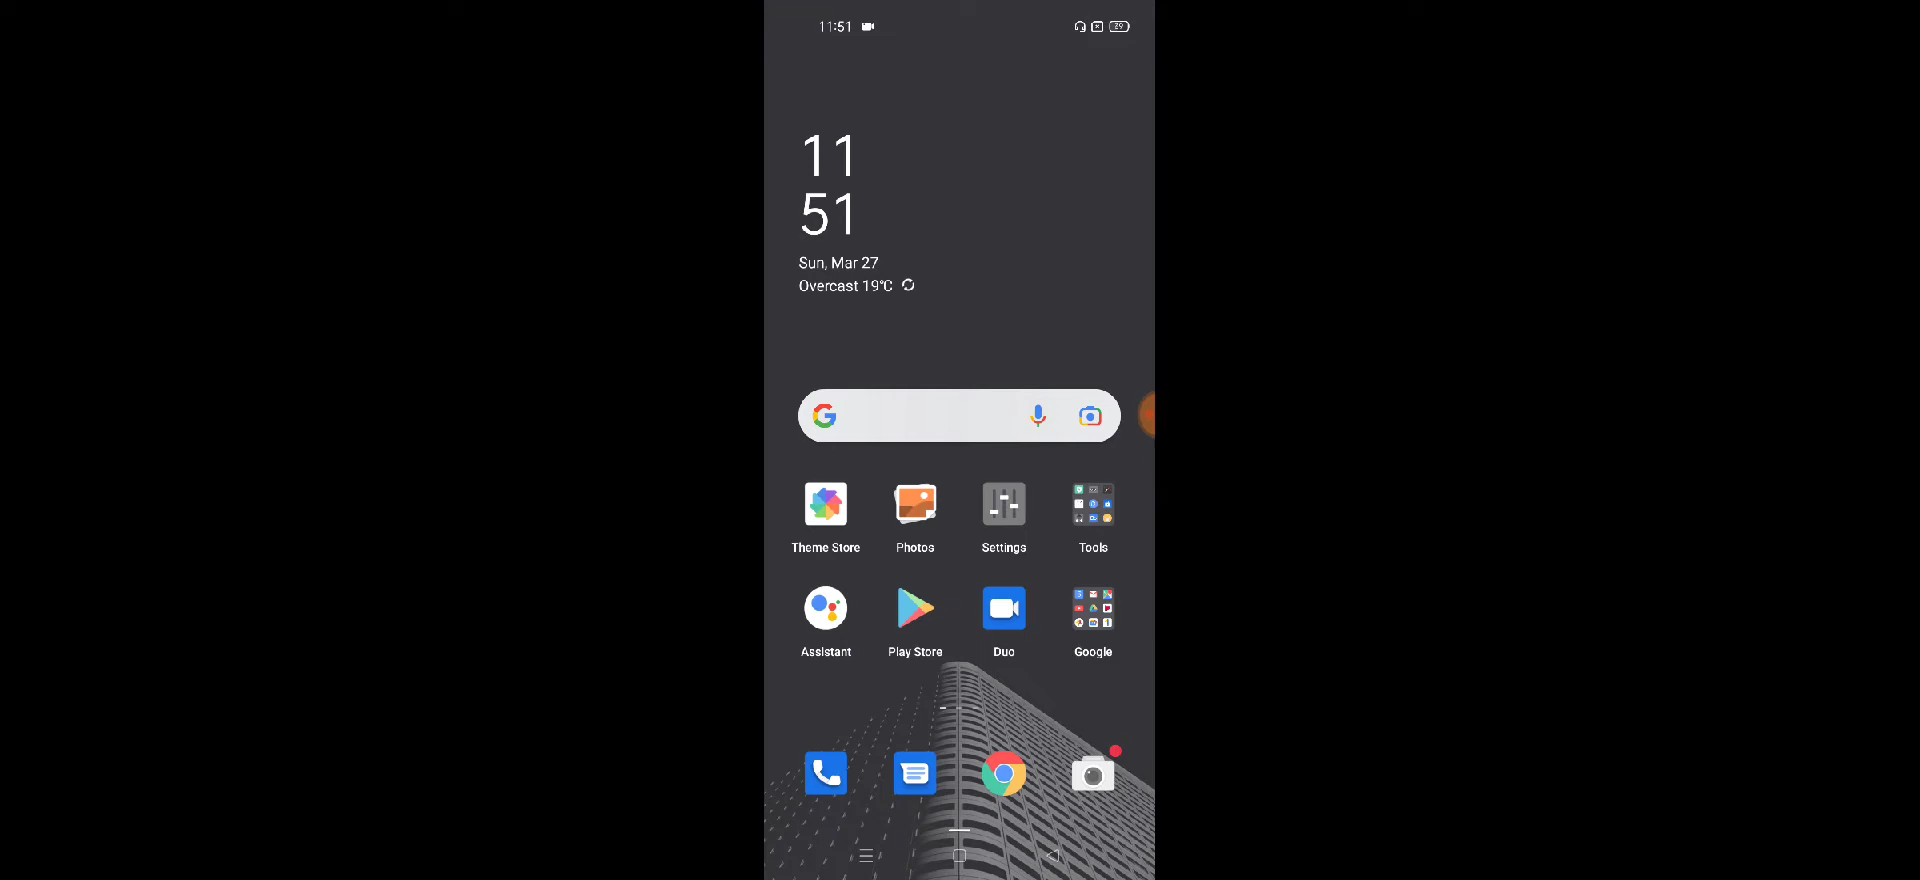 11:51
29
11
51
Sun, Mar 27
Overcast 19°C
Theme Store
Photos
Settings
Tools
Assistant
Play Store
Duo
Google